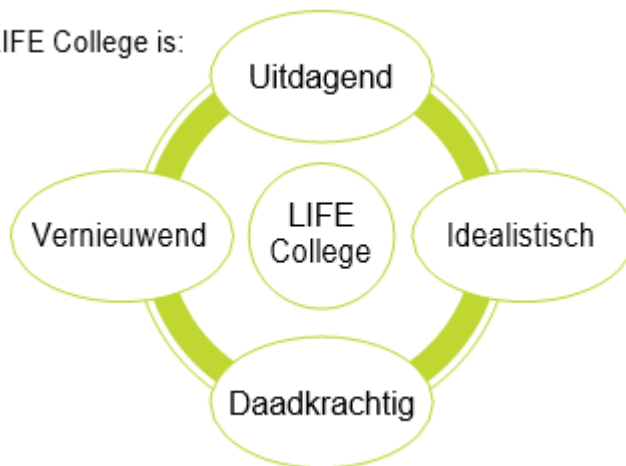 LIFE College is:
Uitdagend
Vernieuwend
LIFE
College
Idealistisch
Daadkrachtig